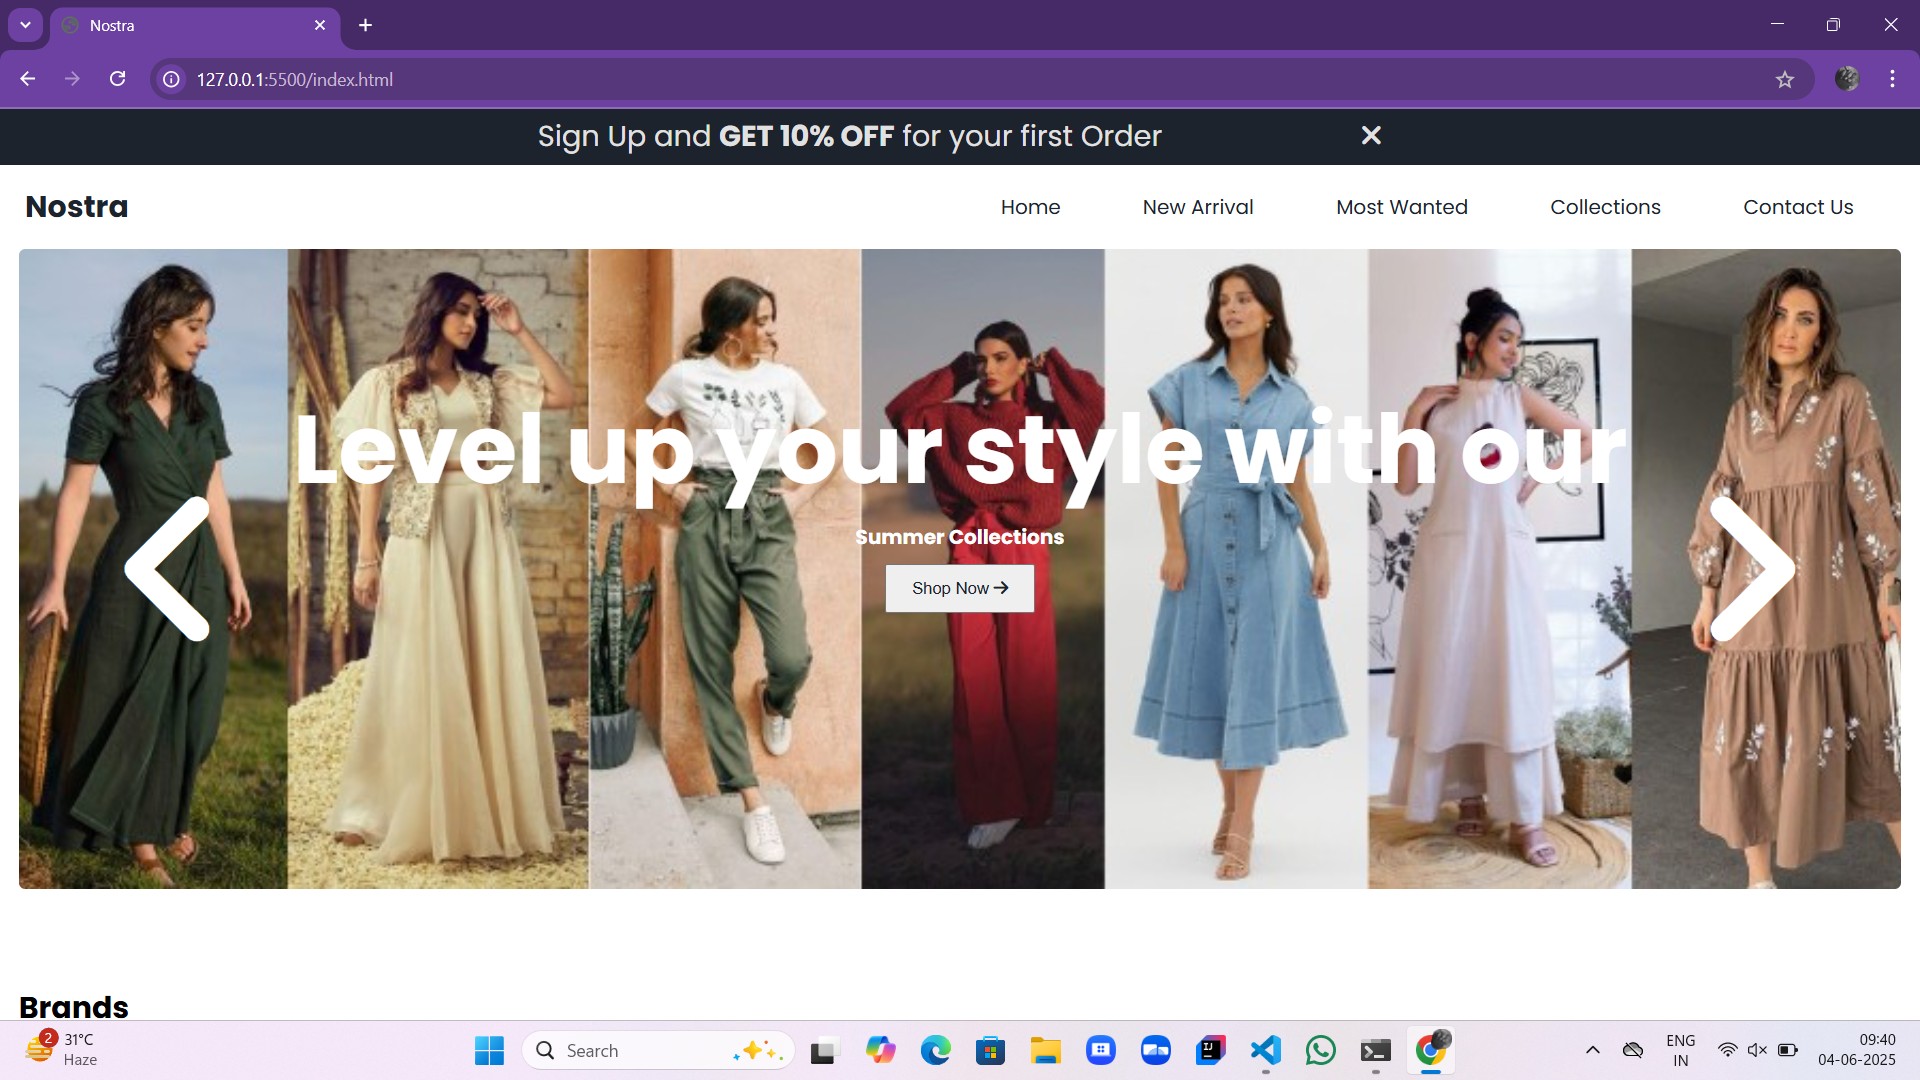 Nostra
127.0.0.1:5500/index.html
Sign Up and GET 10% OFF for your first Order
Nostra
Home
New Arrival
Most Wanted
Collections
Contact Us
Level up your style with our
Summer Collections
Shop Now
Brands
2
31°C
Haze
Search
ENG
IN
09:40
04-06-2025